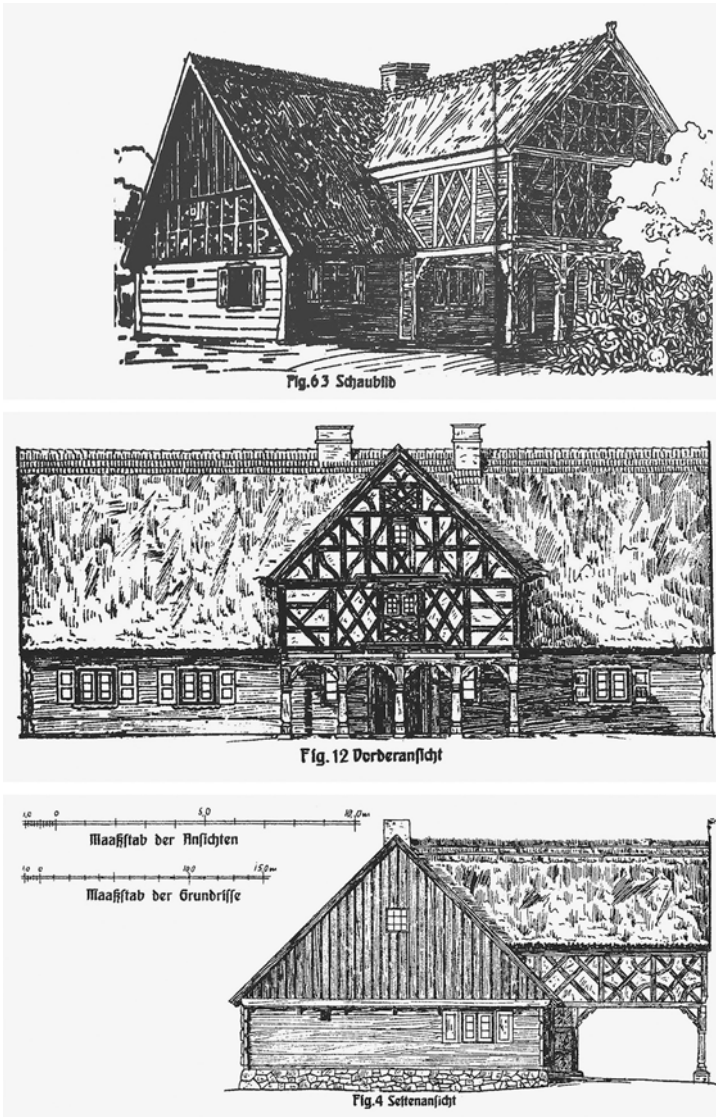 Fig.63 Schaubild
Fig.12 Vorderansicht
1,0 0 5,0 10,0 m
Maaßstab der Ansichten
1,0 0 10,0 15,0 m
Maaßstab der Grundrisse
Fig.4 Seitenansicht